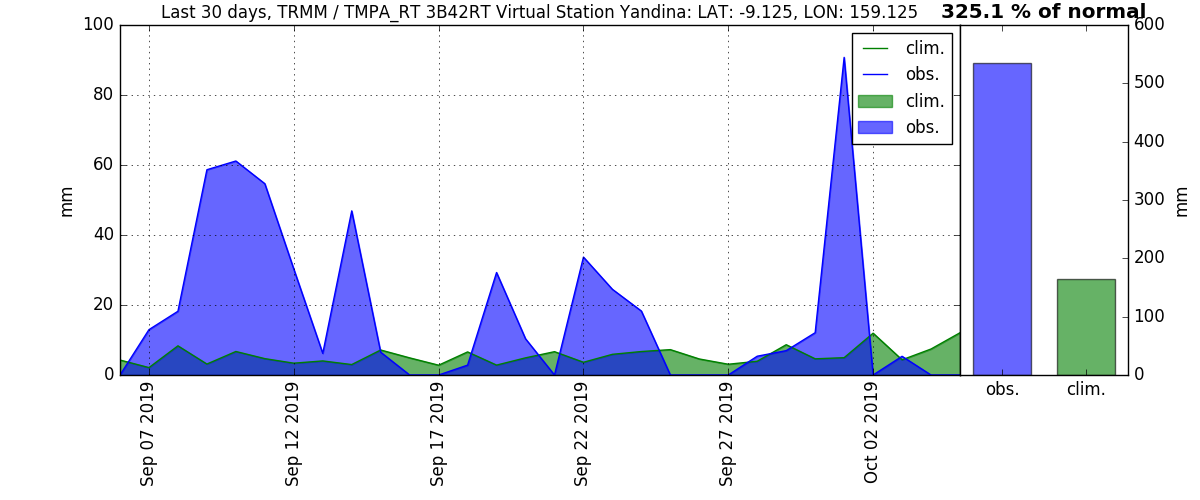 Last 30 days, TRMM / TMPA_RT 3B42RT Virtual Station Yandina: LAT: -9.125, LON: 159.125
325.1 % of normal
100
80
60
40
20
0
mm
clim.
obs.
clim.
obs.
Sep 07 2019
Sep 12 2019
Sep 17 2019
Sep 22 2019
Sep 27 2019
Oct 02 2019
600
500
400
300
200
100
0
mm
obs. clim.